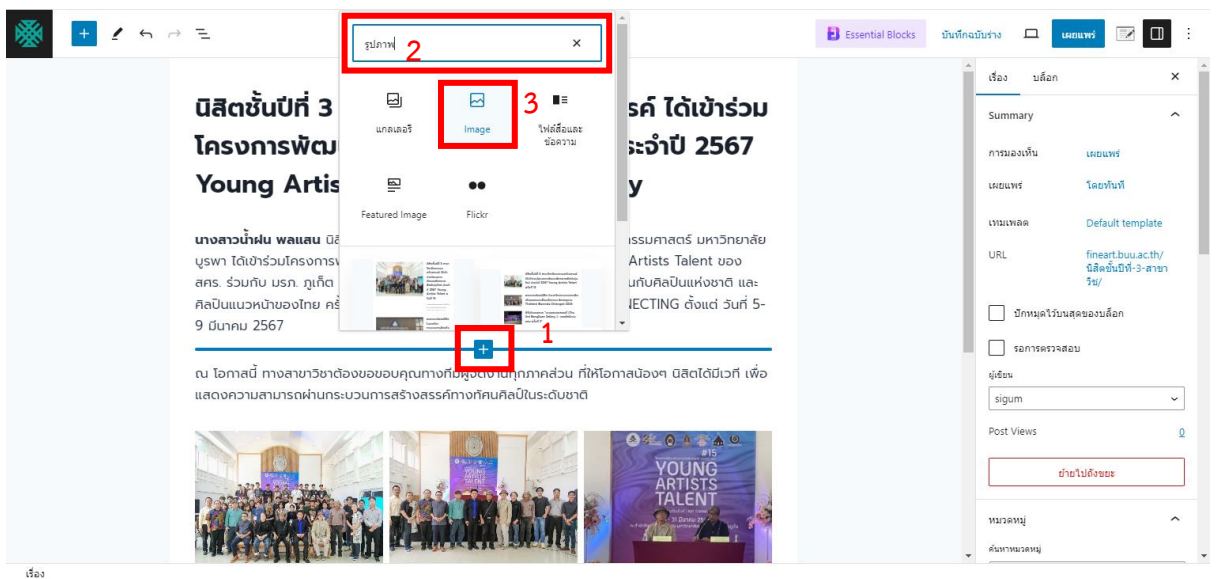 Essential Blocks
บันทึกฉบับร่าง
เผยแพร่
รูปภาพ
2
แกลเลอรี
Image
3
ไฟล์สื่อและ
ข้อความ
Featured Image
Flickr
นิสิตชั้นปีที่ 3
รค์ ได้เข้าร่วม
โครงการพัฒ
ระจำปี 2567
Young Artis
y
นางสาวน้ำฝน พลแสน นิสิ
รรมศาสตร์ มหาวิทยาลัย
บูรพา ได้เข้าร่วมโครงการ
Artists Talent ของ
สศร. ร่วมกับ มรภ. ภูเก็ต
นกับศิลปินแห่งชาติ และ
ศิลปินแนวหน้าของไทย ครั้
NECTING ตั้งแต่ วันที่ 5-
9 มีนาคม 2567
1
ณ โอกาสนี้ ทางสาขาวิชาต้องขอขอบคุณทางทีมผู้จัดงานทุกภาคส่วน ที่ให้โอกาสน้องๆ นิสิตได้มีเวที เพื่อ
แสดงความสามารถผ่านกระบวนการสร้างสรรค์ทางทัศนศิลป์ในระดับชาติ
YOUNG
ARTISTS
TALENT
#15
YOUNG
ARTISTS
TALENT
เรื่อง
บล็อก
Summary
การมองเห็น
เผยแพร่
เผยแพร่
โดยทันที
เทมเพลต
Default template
URL
fineart.buu.ac.th/
นิสิตชั้นปีที่-3-สาขา
วิช/
ปักหมุดไว้บนสุดของบล็อก
รอการตรวจสอบ
ผู้เขียน
sigum
Post Views
0
ย้ายไปถังขยะ
หมวดหมู่
ค้นหาหมวดหมู่
เรื่อง